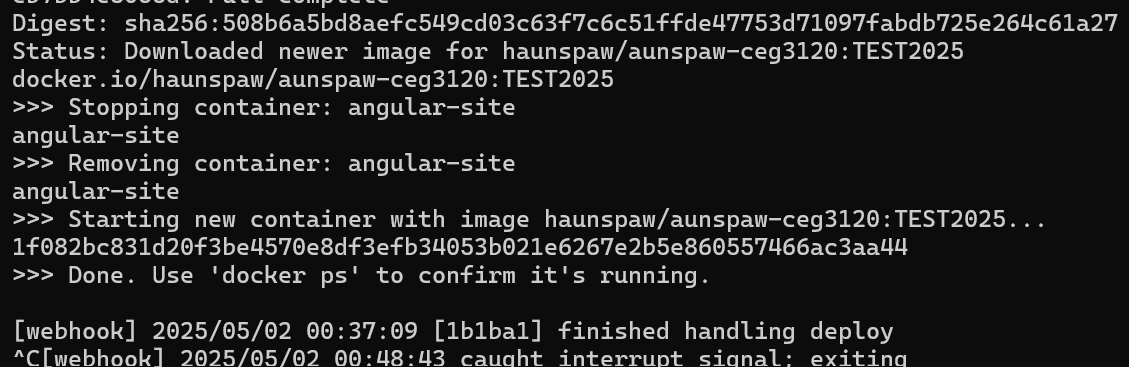 Digest: sha256:508b6a5bd8aefc549cd03c63f7c6c51ffde47753d71097fabdb725e264c61a27
Status: Downloaded newer image for haunspaw/aunspaw-ceg3120:TEST2025
docker.io/haunspaw/aunspaw-ceg3120:TEST2025
>>> Stopping container: angular-site
angular-site
>>> Removing container: angular-site
angular-site
>>> Starting new container with image haunspaw/aunspaw-ceg3120:TEST2025...
1f082bc831d20f3be4570e8df3efb34053b021e6267e2b5e860557466ac3aa44
>>> Done. Use 'docker ps' to confirm it's running.
[webhook] 2025/05/02 00:37:09 [1b1ba1] finished handling deploy
^C[webhook] 2025/05/02 00:48:43 caught interrupt signal; exiting